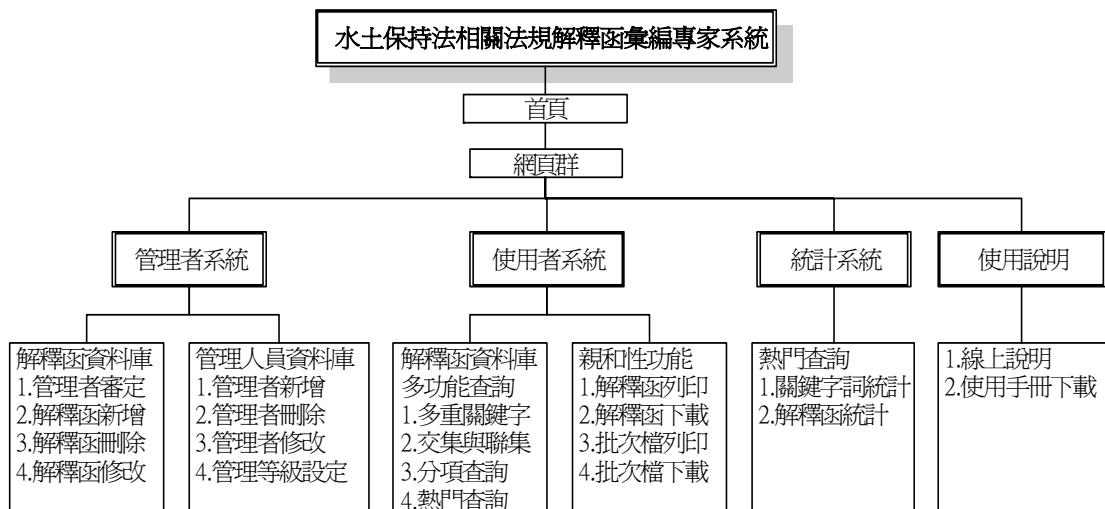 水土保持法相關法規解釋函彙編專家系統
首頁
網頁群
管理者系統
使用者系統
統計系統
使用說明
解釋函資料庫
1.管理者審定
2.解釋函新增
3.解釋函刪除
4.解釋函修改
管理人員資料庫
1.管理者新增
2.管理者刪除
3.管理者修改
4.管理等級設定
解釋函資料庫
多功能查詢
1.多重關鍵字
2.交集與聯集
3.分項查詢
4.熱門查詢
親和性功能
1.解釋函列印
2.解釋函下載
3.批次檔列印
4.批次檔下載
熱門查詢
1.關鍵字詞統計
2.解釋函統計
1.線上說明
2.使用手冊下載